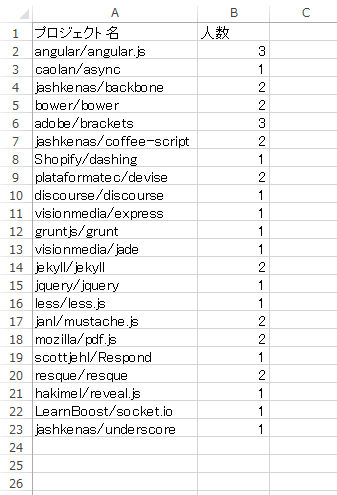 A B C
1 プロジェクト名 人数
2 angular/angular.js 3
3 caolan/async 1
4 jashkenas/backbone 2
5 bower/bower 2
6 adobe/brackets 3
7 jashkenas/coffee-script 2
8 Shopify/dashing 1
9 plataformatec/devise 2
10 discourse/discourse 1
11 visionmedia/express 1
12 gruntjs/grunt 1
13 visionmedia/jade 1
14 jekyll/jekyll 2
15 jquery/jquery 1
16 less/less.js 1
17 janl/mustache.js 2
18 mozilla/pdf.js 2
19 scottjehl/Respond 1
20 resque/resque 2
21 hakimel/reveal.js 1
22 LearnBoost/socket.io 1
23 jashkenas/underscore 1
24
25
26